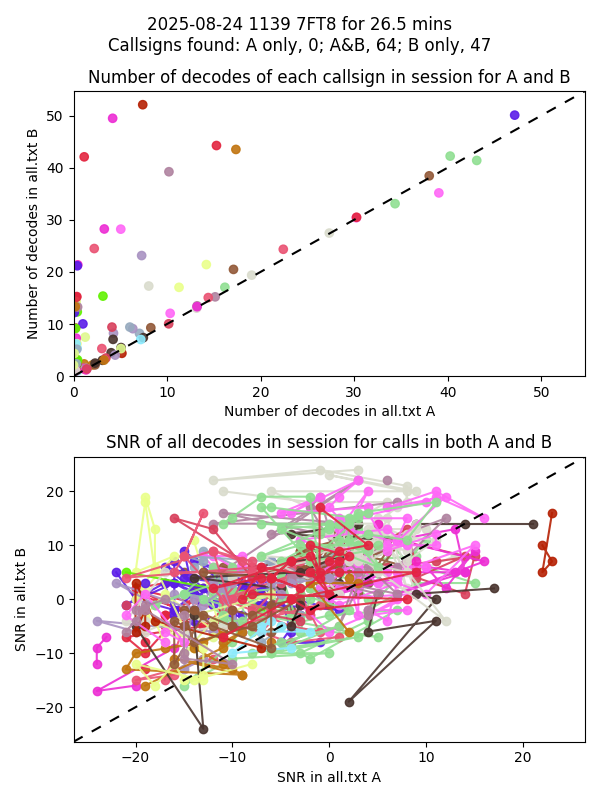 2025-08-24 1139 7FT8 for 26.5 mins
Callsigns found: A only, 0; A&B, 64; B only, 47
Number of decodes of each callsign in session for A and B
Number of decodes in all.txt B
50
40
30
20
10
0
0 10 20 30 40 50
Number of decodes in all.txt A
SNR of all decodes in session for calls in both A and B
SNR in all.txt B
20
10
0
−10
−20
−20 −10 0 10 20
SNR in all.txt A